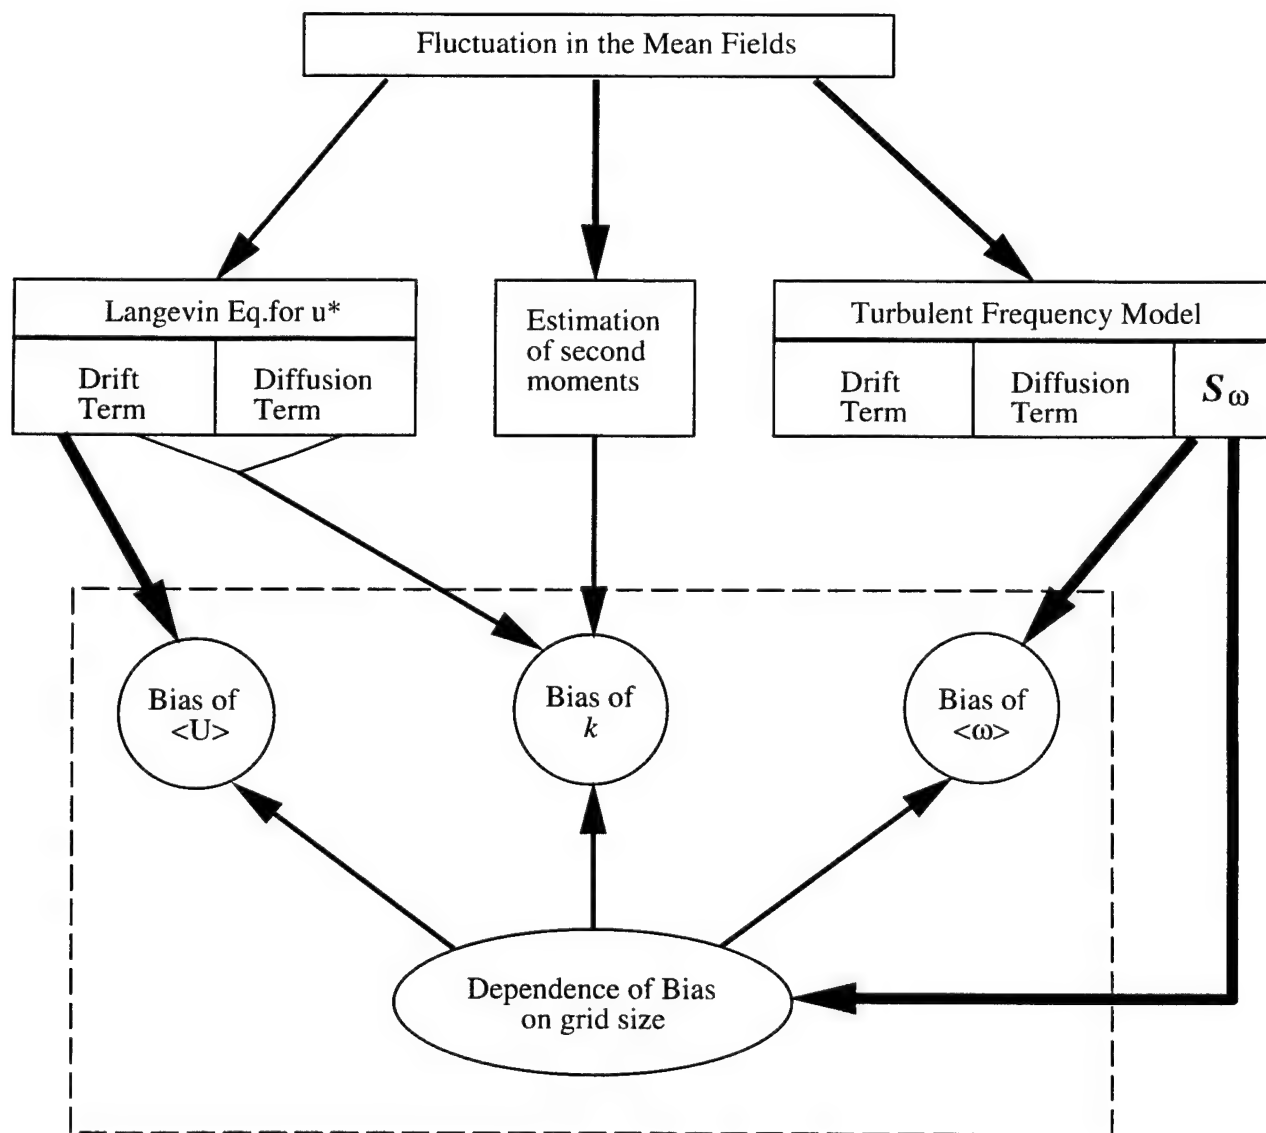 Fluctuation in the Mean Fields
Langevin Eq.for u*
Drift
Term
Diffusion
Term
Estimation
of second
moments
Turbulent Frequency Model
Drift
Term
Diffusion
Term
Sω
Bias of
<U>
Bias of
k
Bias of
<ω>
Dependence of Bias
on grid size